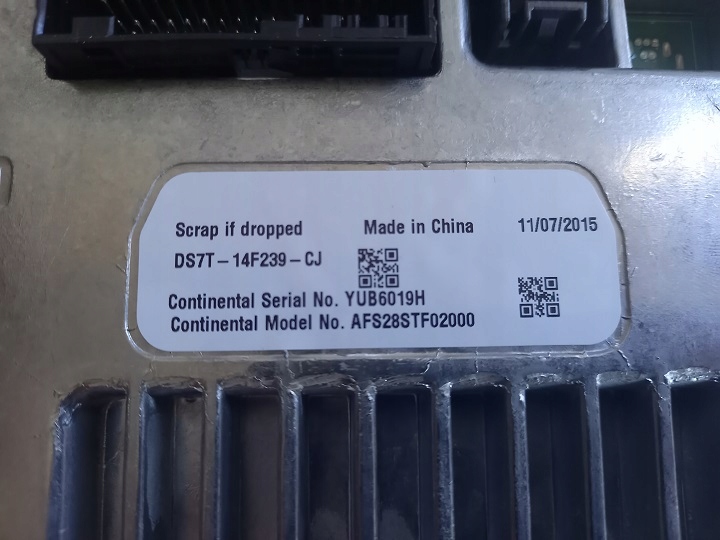 Scrap if dropped Made in China 11/07/2015
DS7T-14F239-CJ
Continental Serial No. YUB6019H
Continental Model No. AFS28STF02000